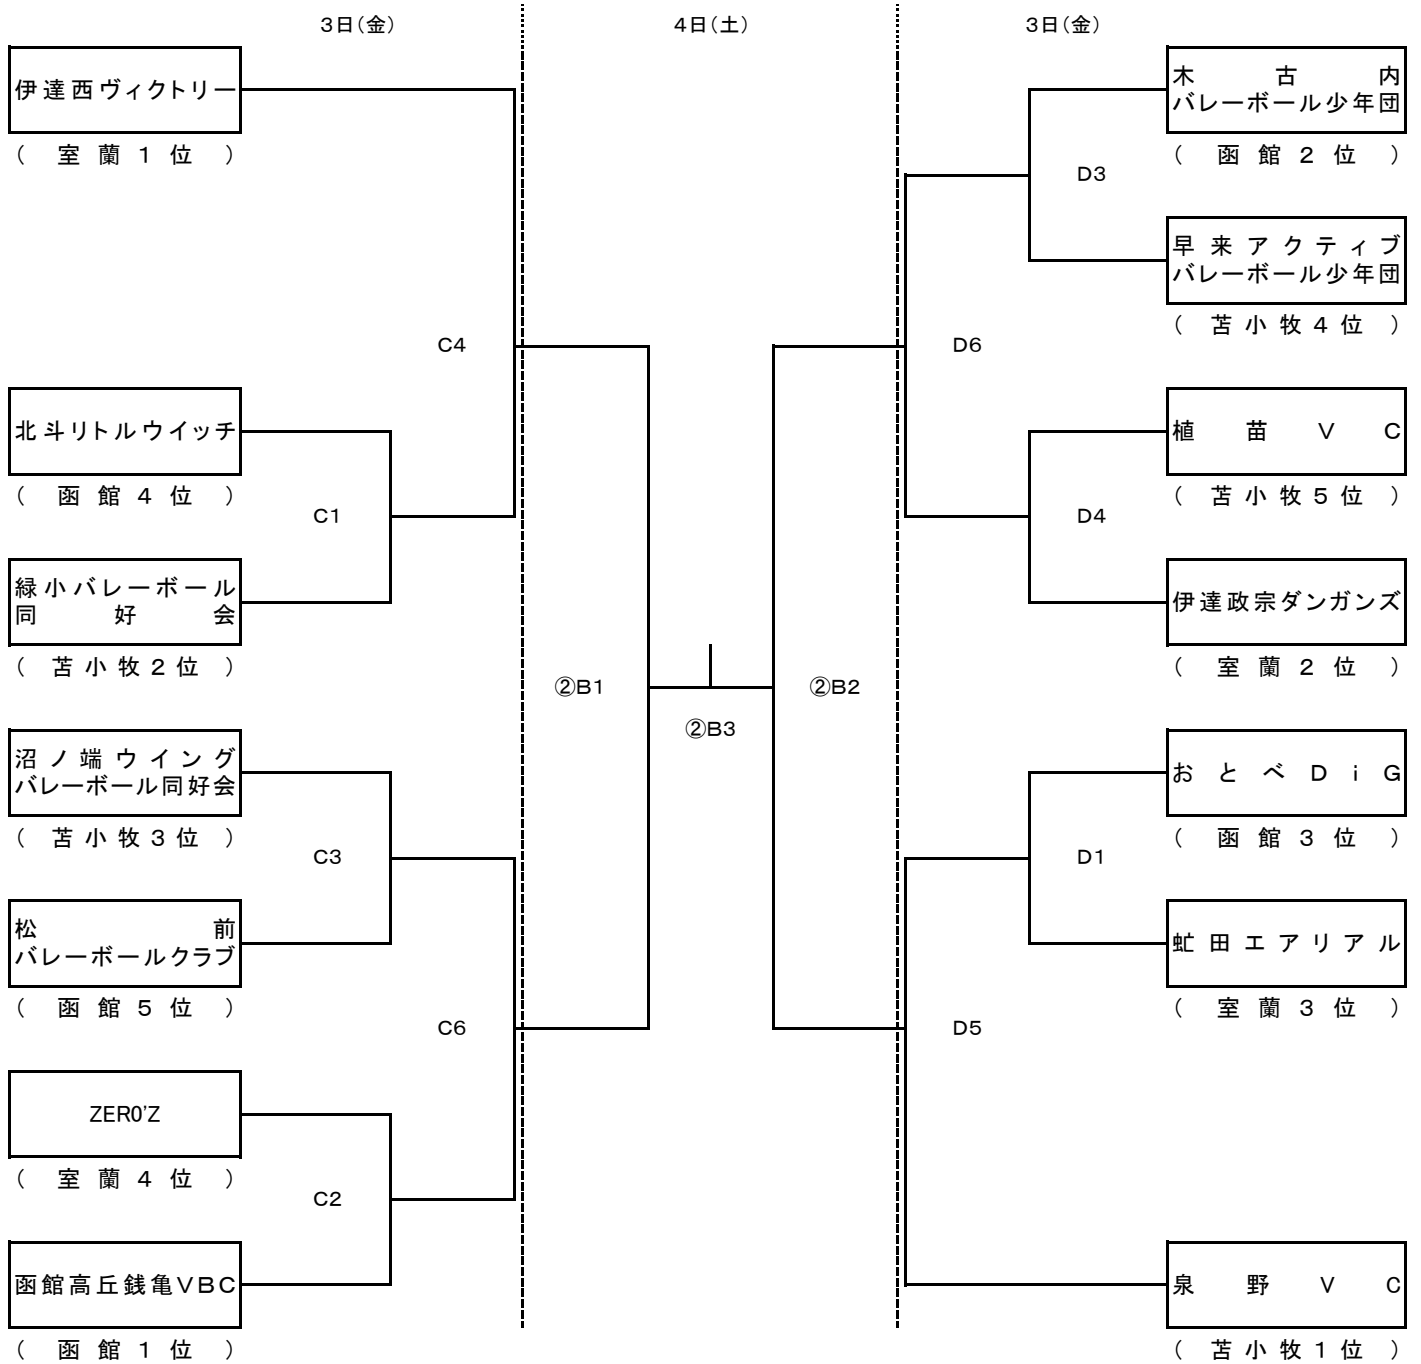 3日（金）
4日（土）
3日（金）
伊達西ヴィクトリー
（ 室蘭1位 ）
C4
北斗リトルウイッチ
（ 函館4位 ）
C1
緑小バレーボール
同好会
（ 苫小牧2位 ）
沼ノ端ウイング
バレーボール同好会
（ 苫小牧3位 ）
C3
松前
バレーボールクラブ
（ 函館5位 ）
C6
ZERO'Z
（ 室蘭4位 ）
C2
函館高丘銭亀VBC
（ 函館1位 ）
②B1
②B3
②B2
木古内
バレーボール少年団
（ 函館2位 ）
D3
早来アクティブ
バレーボール少年団
（ 苫小牧4位 ）
D6
植苗VC
（ 苫小牧5位 ）
D4
伊達政宗ダンガンズ
（ 室蘭2位 ）
おとべDiG
（ 函館3位 ）
D1
虻田エアリアル
（ 室蘭3位 ）
D5
泉野VC
（ 苫小牧1位 ）